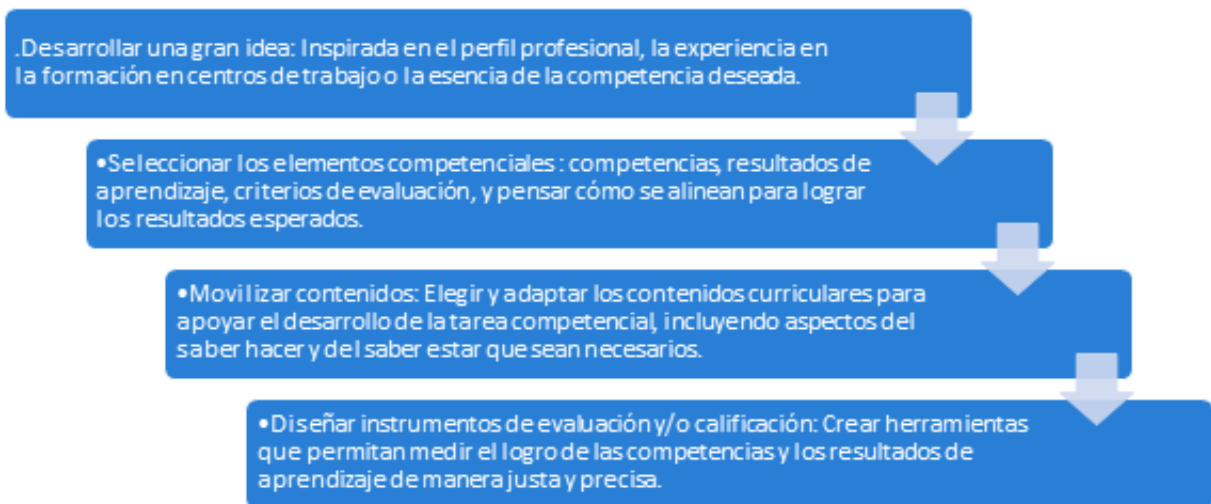 .Desarrollar una gran idea: Inspirada en el perfil profesional, la experiencia en
la formación en centros de trabajo o la esencia de la competencia deseada.
•Seleccionar los elementos competenciales: competencias, resultados de
aprendizaje, criterios de evaluación, y pensar cómo se alinean para lograr
los resultados esperados.
•Movilizar contenidos: Elegir y adaptar los contenidos curriculares para
apoyar el desarrollo de la tarea competencial, incluyendo aspectos del
saber hacer y del saber estar que sean necesarios.
•Diseñar instrumentos de evaluación y/o calificación: Crear herramientas
que permitan medir el logro de las competencias y los resultados de
aprendizaje de manera justa y precisa.